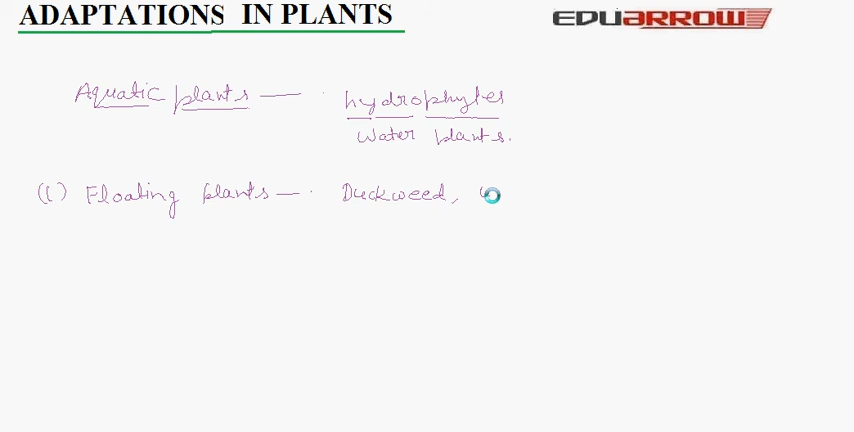 ADAPTATIONS IN PLANTS
EDUARROW
Aquatic plants — hydrophytes
Water plants.
(1) Floating plants — Duckweed,